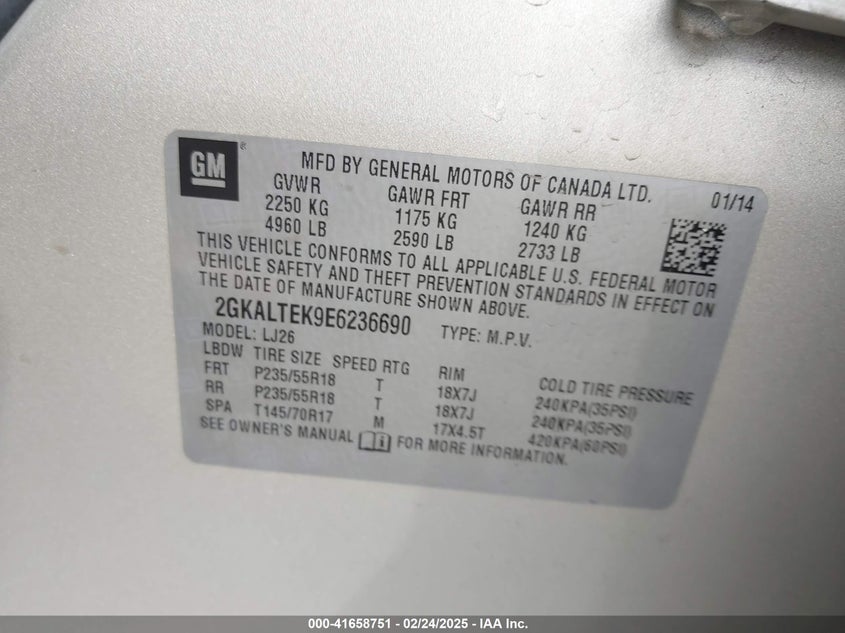 GM ® MFD BY GENERAL MOTORS OF CANADA LTD. 01/14
GVWR GAWR FRT GAWR RR
2250 KG 1175 KG 1240 KG
4960 LB 2590 LB 2733 LB
THIS VEHICLE CONFORMS TO ALL APPLICABLE U.S. FEDERAL MOTOR
VEHICLE SAFETY AND THEFT PREVENTION STANDARDS IN EFFECT ON
THE DATE OF MANUFACTURE SHOWN ABOVE.
2GKALTEK9E6236690 TYPE: M.P.V.
MODEL: LJ26
LBDW TIRE SIZE SPEED RTG RIM COLD TIRE PRESSURE
FRT P235/55R18 T 18X7J 240KPA(35PSI)
RR P235/55R18 T 18X7J 240KPA(35PSI)
SPA T145/70R17 M 17X4.5T 420KPA(60PSI)
SEE OWNER'S MANUAL FOR MORE INFORMATION.
000-41658751 - 02/24/2025 - IAA Inc.